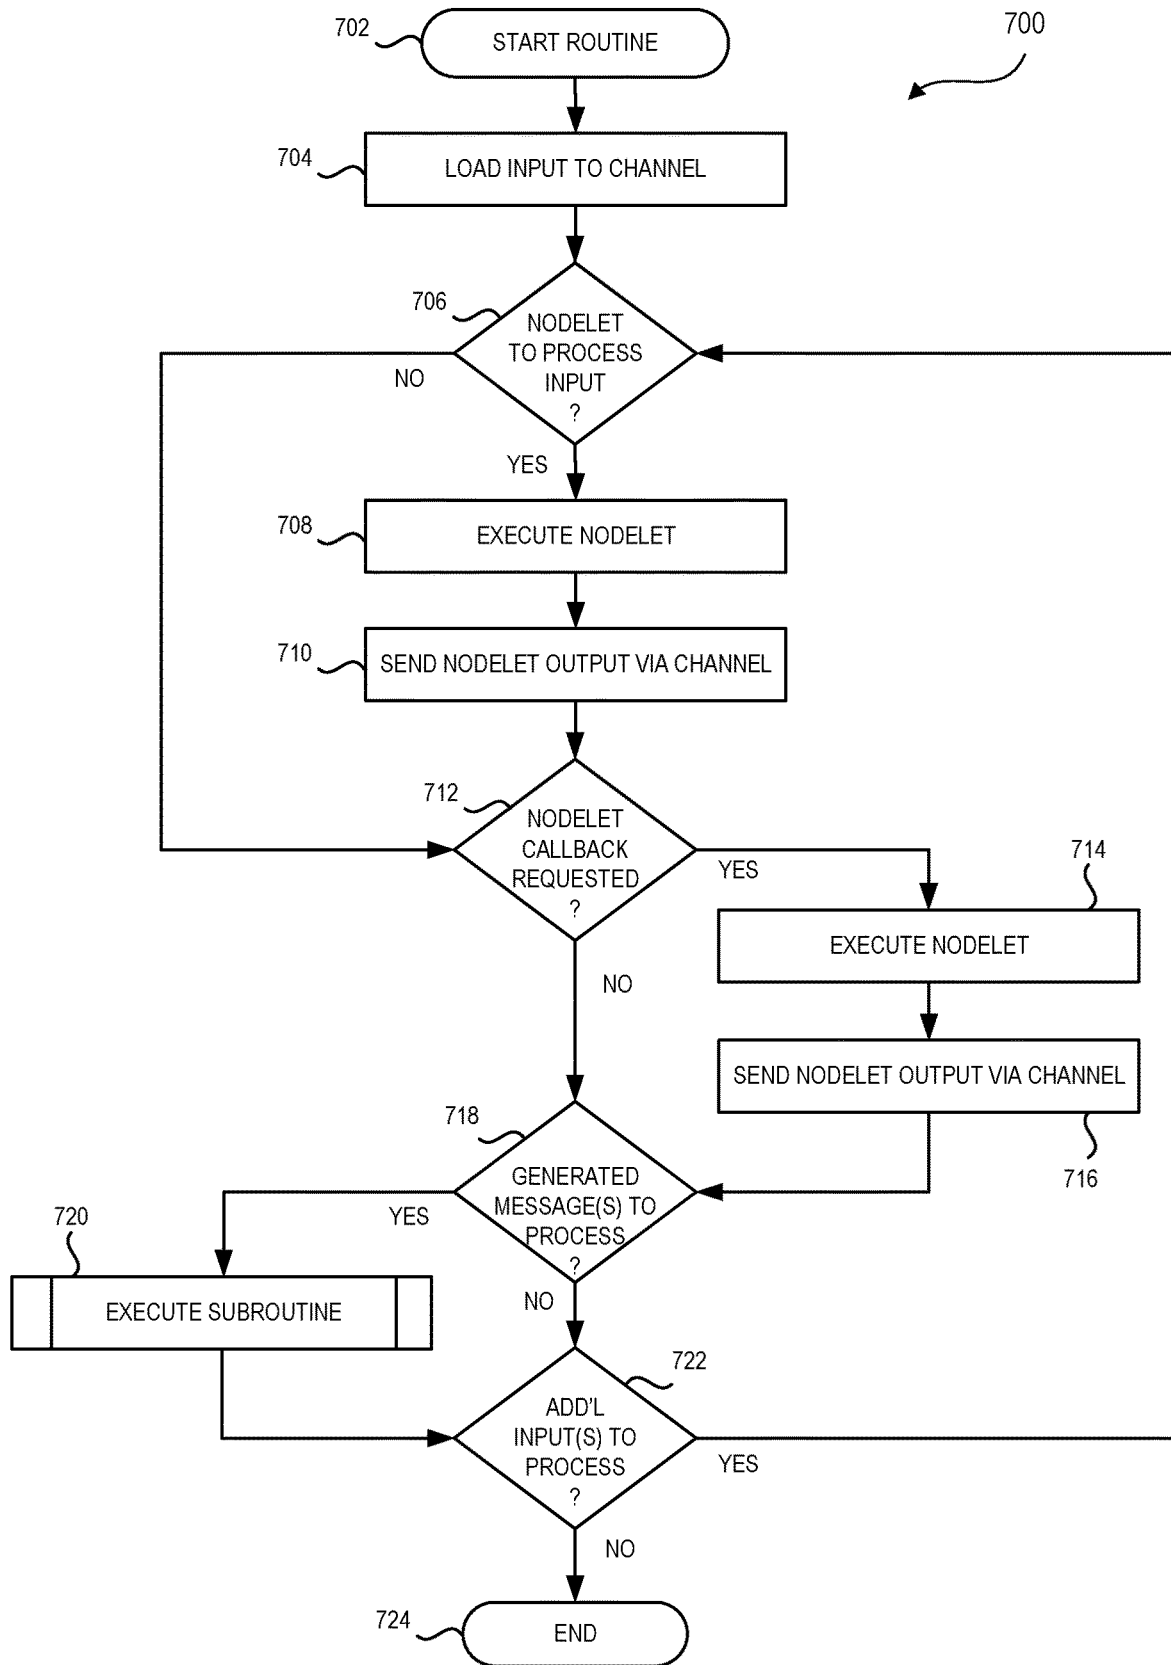 702
START ROUTINE
700
704
LOAD INPUT TO CHANNEL
706
NODELET
TO PROCESS
INPUT
?
NO
YES
708
EXECUTE NODELET
710
SEND NODELET OUTPUT VIA CHANNEL
712
NODELET
CALLBACK
REQUESTED
?
YES
714
EXECUTE NODELET
NO
SEND NODELET OUTPUT VIA CHANNEL
716
718
GENERATED
MESSAGE(S) TO
PROCESS
?
YES
720
EXECUTE SUBROUTINE
NO
722
ADD'L
INPUT(S) TO
PROCESS
?
YES
NO
724
END